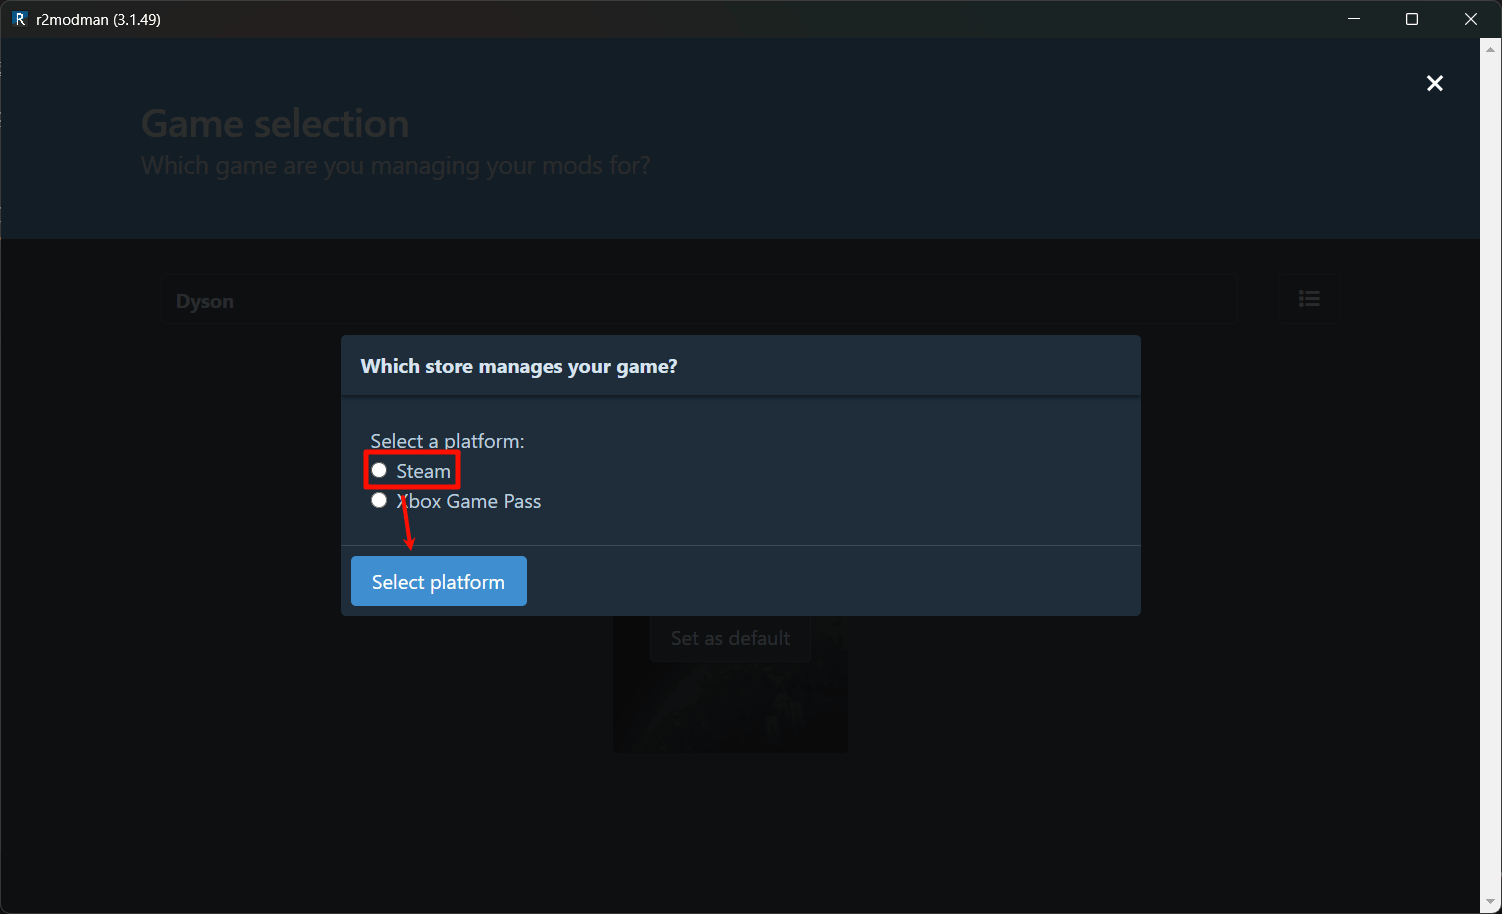 r2modman (3.1.49)
Game selection
Which game are you managing your mods for?
Dyson
Which store manages your game?
Select a platform:
Steam
Xbox Game Pass
Select platform
Set as default